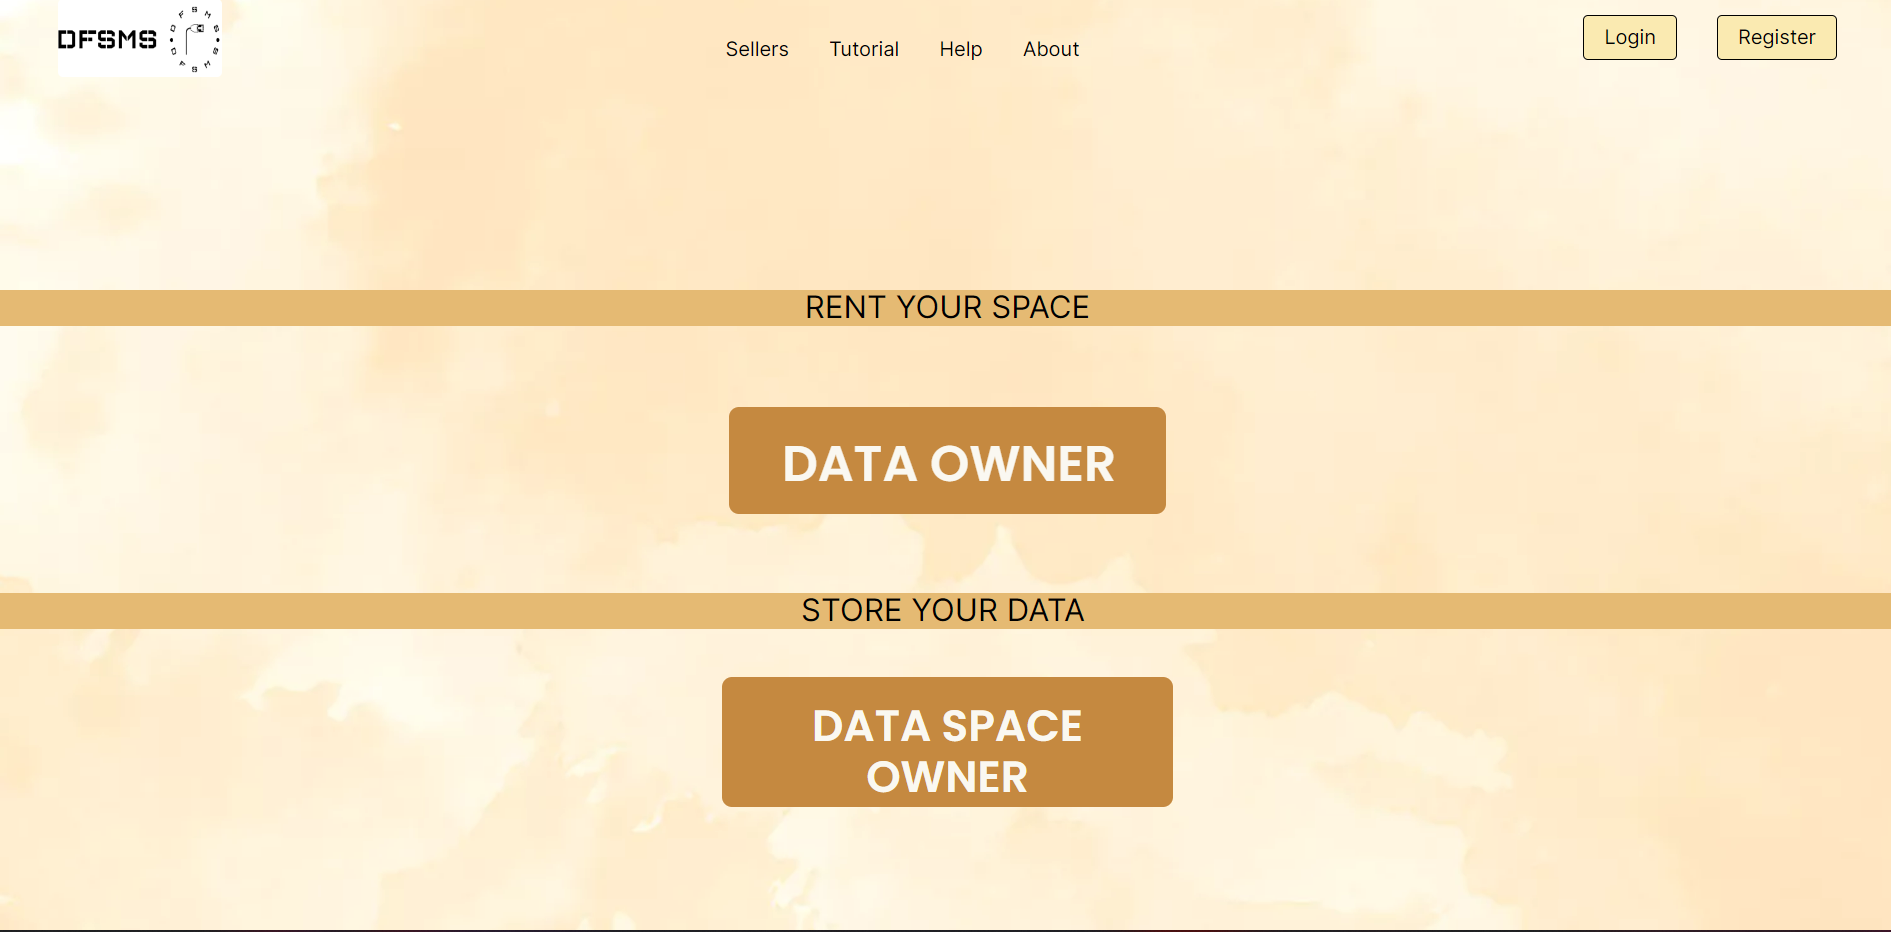 DFSMS
D F S M S
D F S M S
Sellers Tutorial Help About
Login Register
RENT YOUR SPACE
DATA OWNER
STORE YOUR DATA
DATA SPACE
OWNER